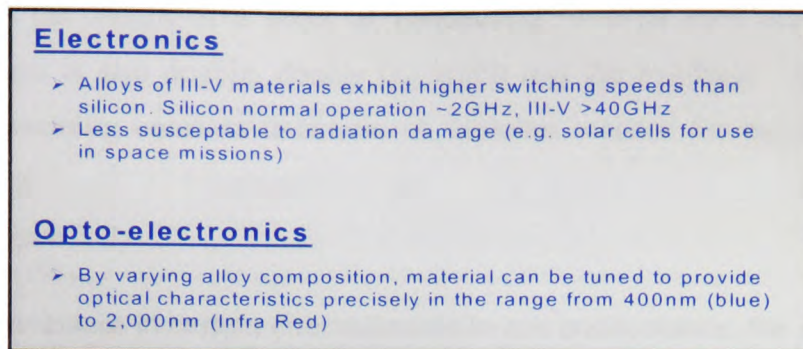 Electronics
➢ Alloys of III-V materials exhibit higher switching speeds than
silicon. Silicon normal operation ~2GHz, III-V >40GHz
➢ Less susceptable to radiation damage (e.g. solar cells for use
in space missions)
Opto-electronics
➢ By varying alloy composition, material can be tuned to provide
optical characteristics precisely in the range from 400nm (blue)
to 2,000nm (Infra Red)